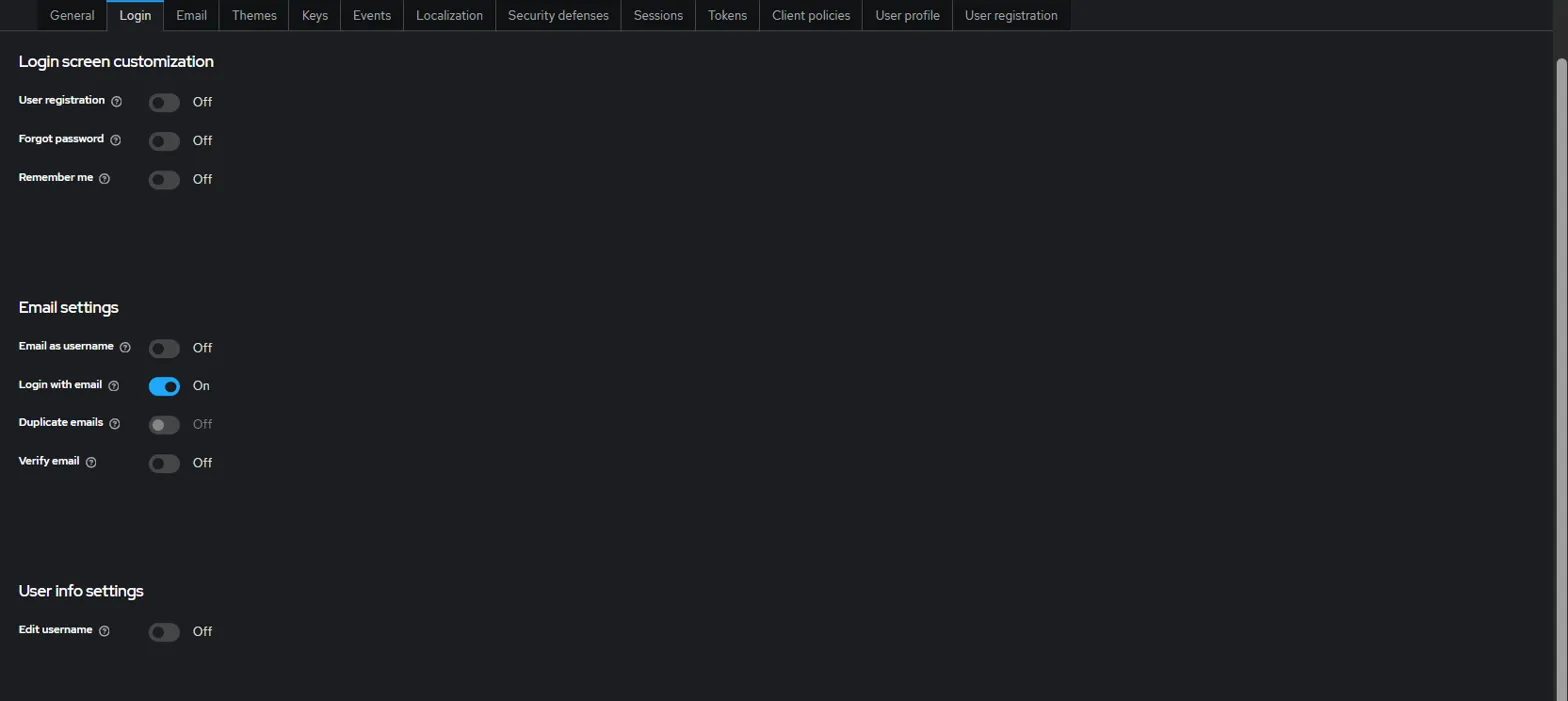 General Login Email Themes Keys Events Localization Security defenses Sessions Tokens Client policies User profile User registration
Login screen customization
User registration ? Off
Forgot password ? Off
Remember me ? Off
Email settings
Email as username ? Off
Login with email ? On
Duplicate emails ? Off
Verify email ? Off
User info settings
Edit username ? Off